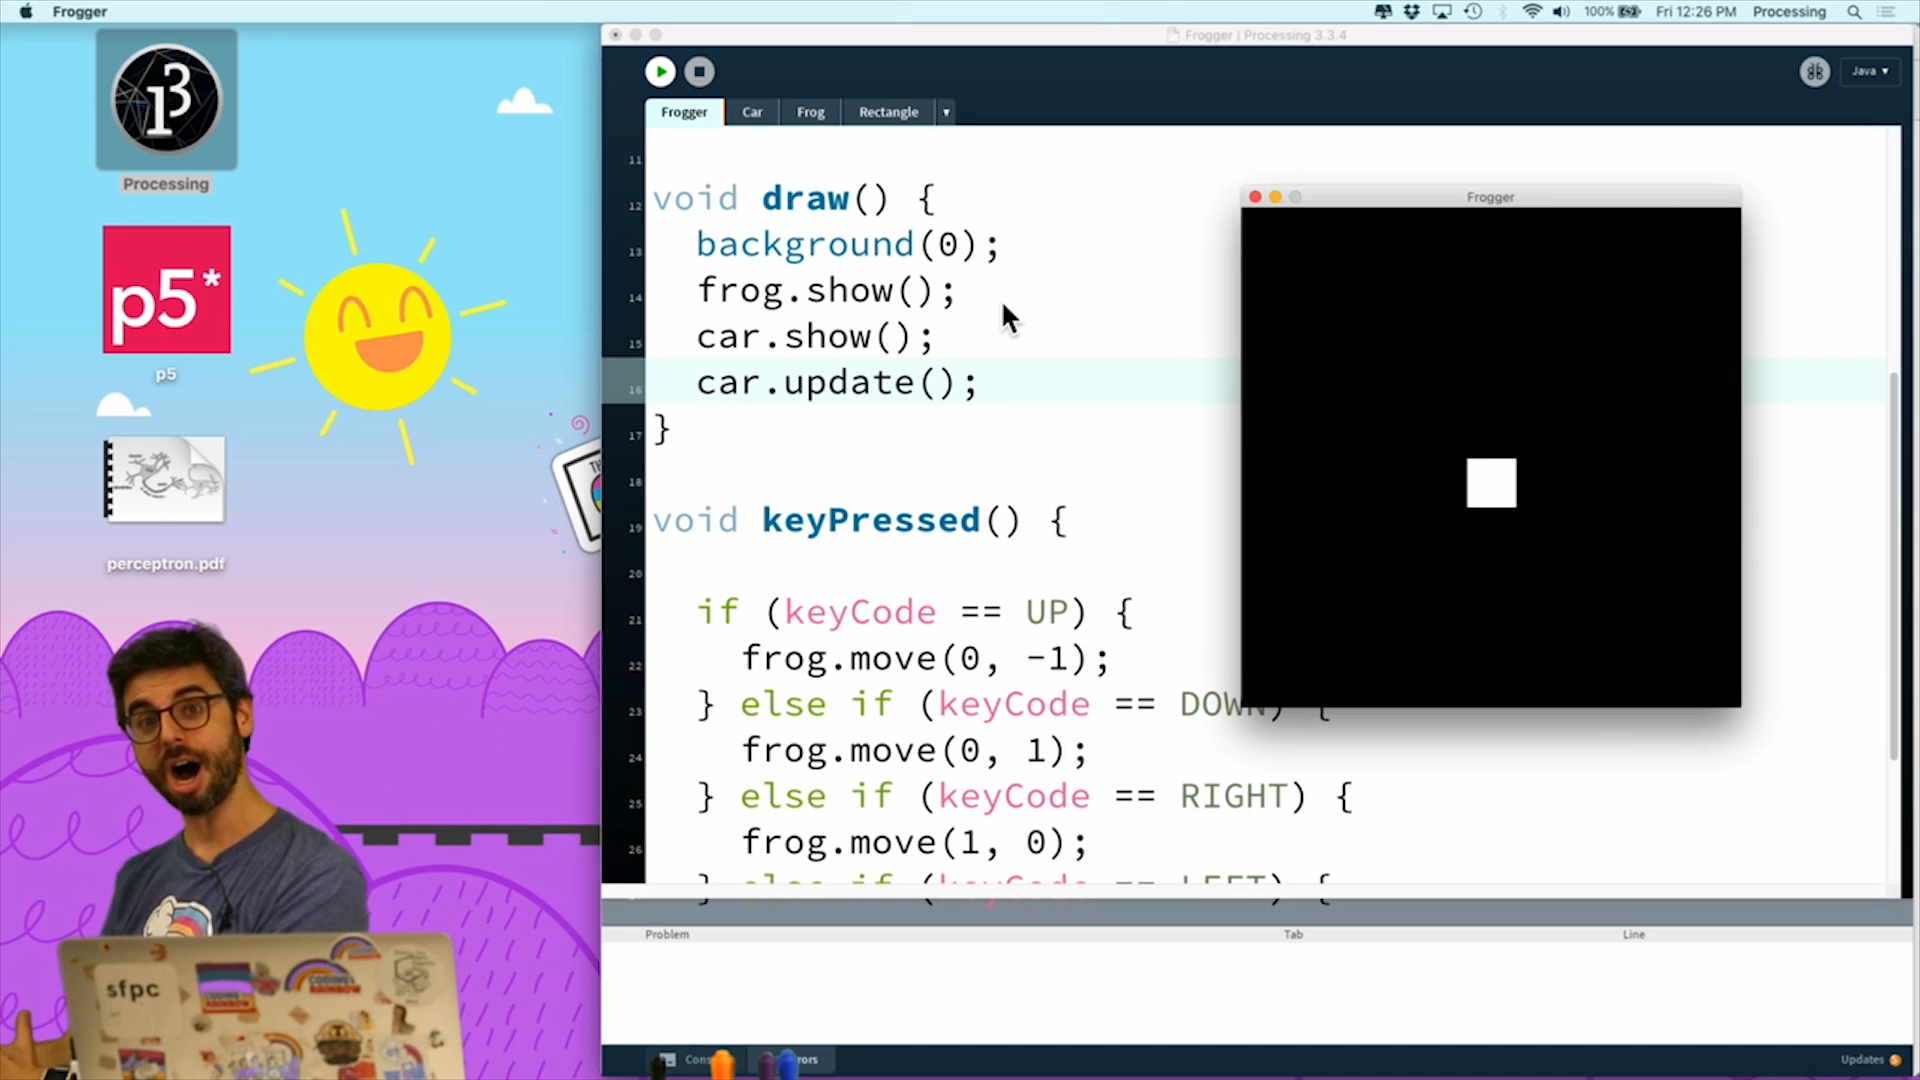 Frogger
100%
Fri 12:26 PM
Processing
Frogger | Processing 3.3.4
Java
Frogger
Car
Frog
Rectangle
11
12 void draw() {
13 background(0);
14 frog.show();
15 car.show();
16 car.update();
17 }
18
19 void keyPressed() {
20
21 if (keyCode == UP) {
22 frog.move(0, -1);
23 } else if (keyCode == DOWN) {
24 frog.move(0, 1);
25 } else if (keyCode == RIGHT) {
26 frog.move(1, 0);
} else if (keyCode == LEFT) {
Frogger
Problem
Tab
Line
Updates
Processing
p5*
p5
perceptron.pdf
sfpc
CODING
RAINBOW